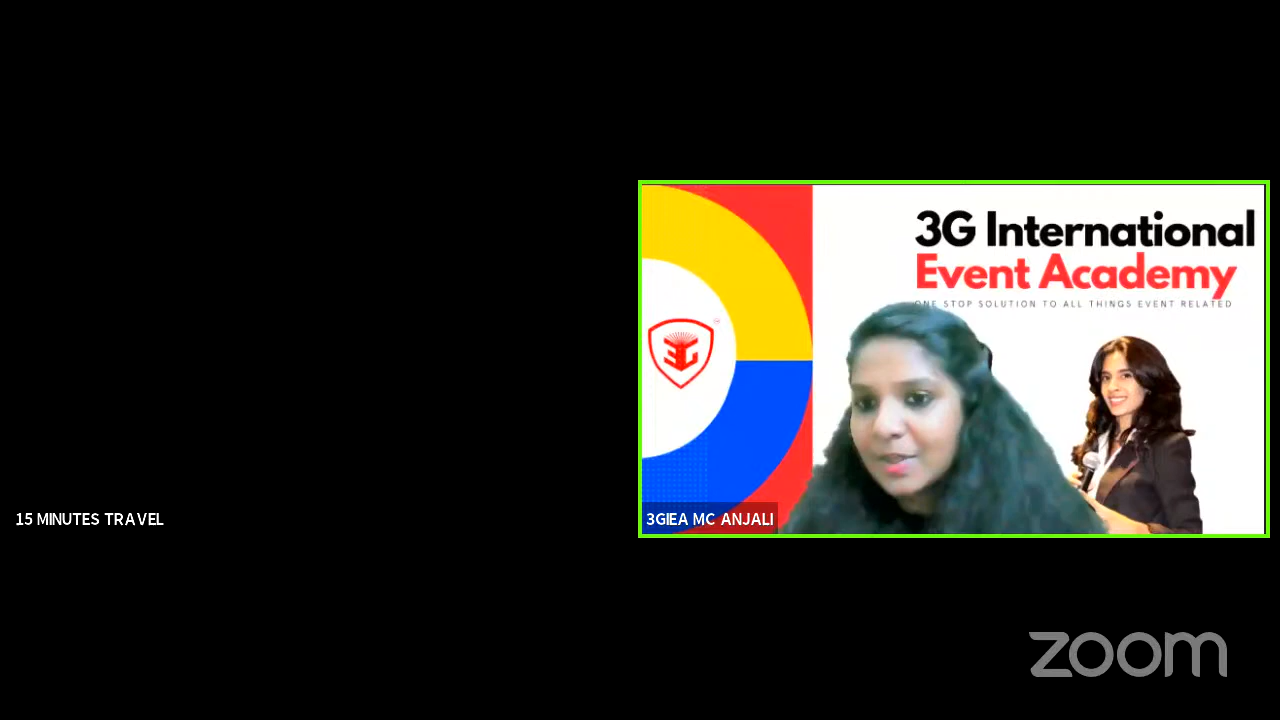 3G International
Event Academy
ONE STOP SOLUTION TO ALL THINGS EVENT RELATED
3G
15 MINUTES TRAVEL
3GIEA MC ANJALI
zoom